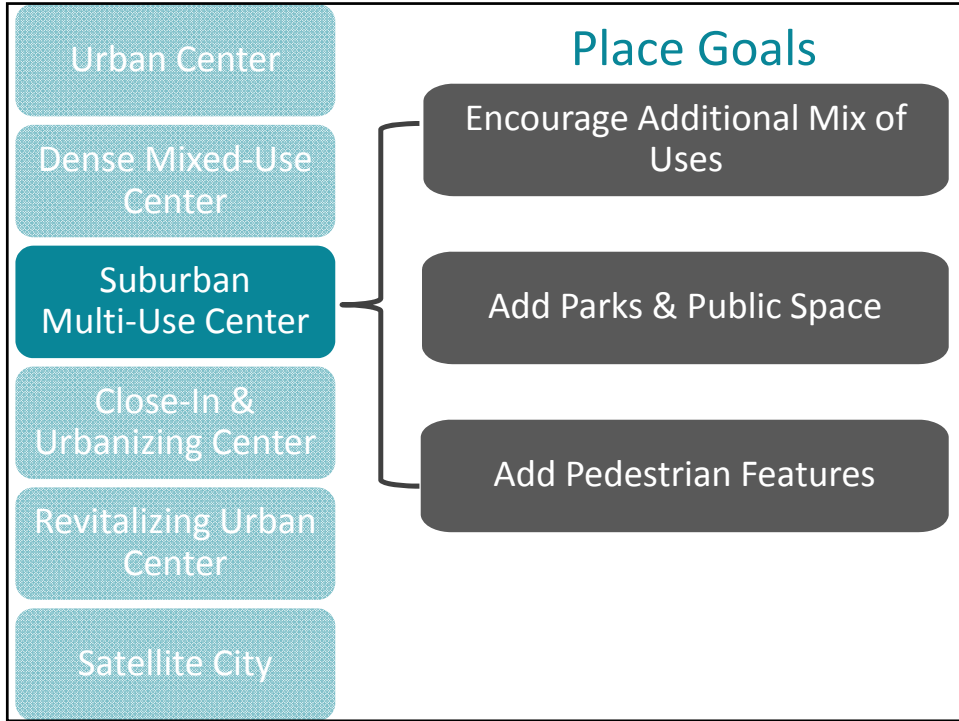 Urban Center
Dense Mixed-Use
Center
Suburban
Multi-Use Center
Close-In &
Urbanizing Center
Revitalizing Urban
Center
Satellite City
Place Goals
Encourage Additional Mix of
Uses
Add Parks & Public Space
Add Pedestrian Features